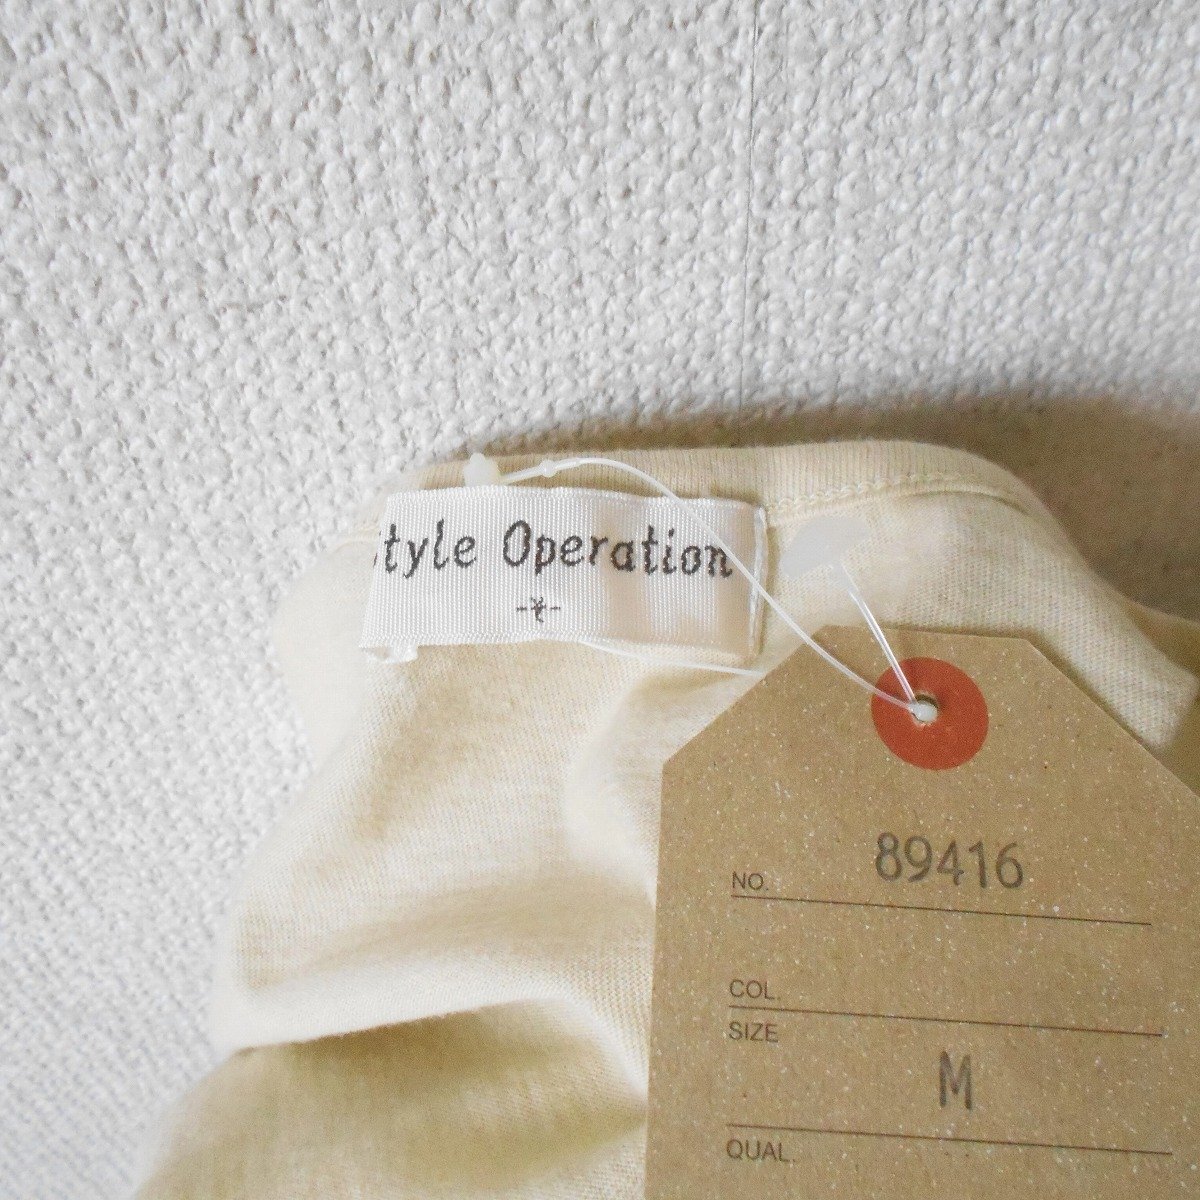 Style Operation
NO. 89416
COL.
SIZE
M
QUAL.